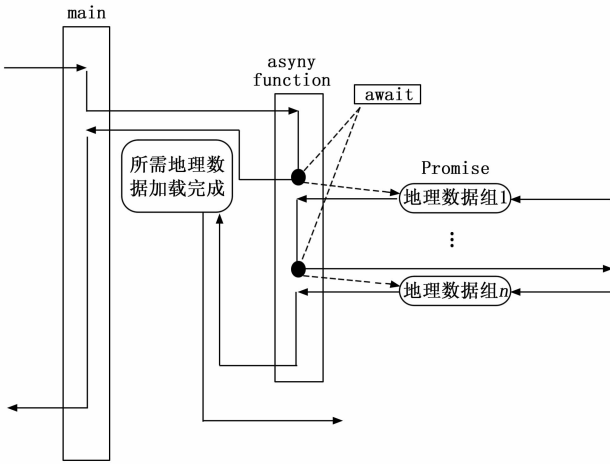 main
asyny
function
await
所需地理数
据加载完成
Promise
地理数据组1
⋮
地理数据组n